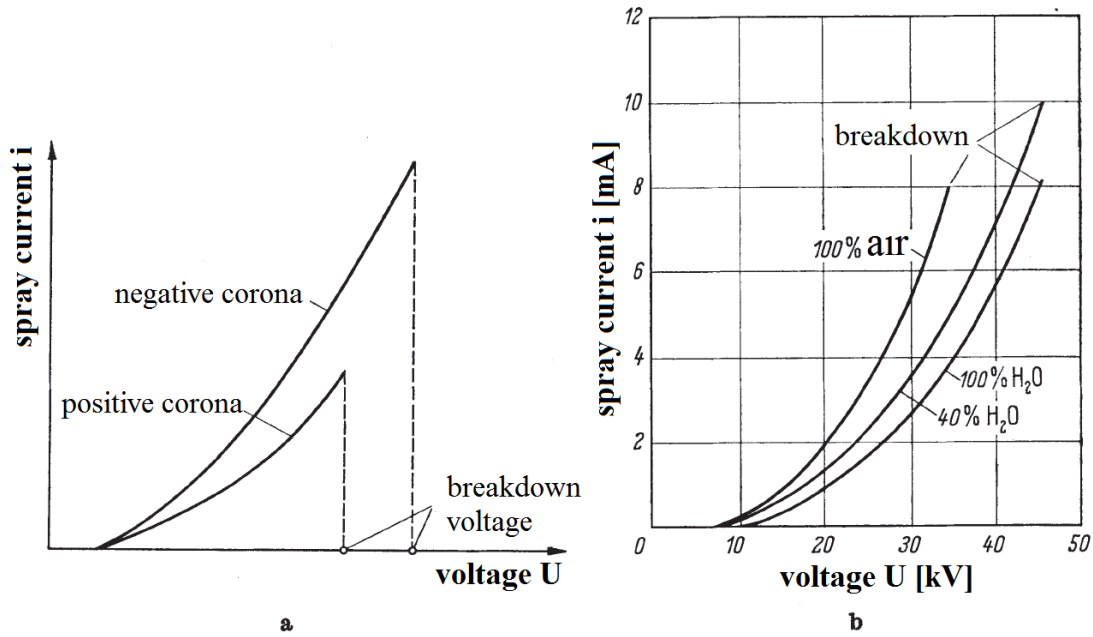 spray current i
negative corona
positive corona
breakdown
voltage
voltage U
a
spray current i [mA]
12
10
8
6
4
2
0
10
20
30
40
50
breakdown
100% air
100% H₂O
40% H₂O
voltage U [kV]
b